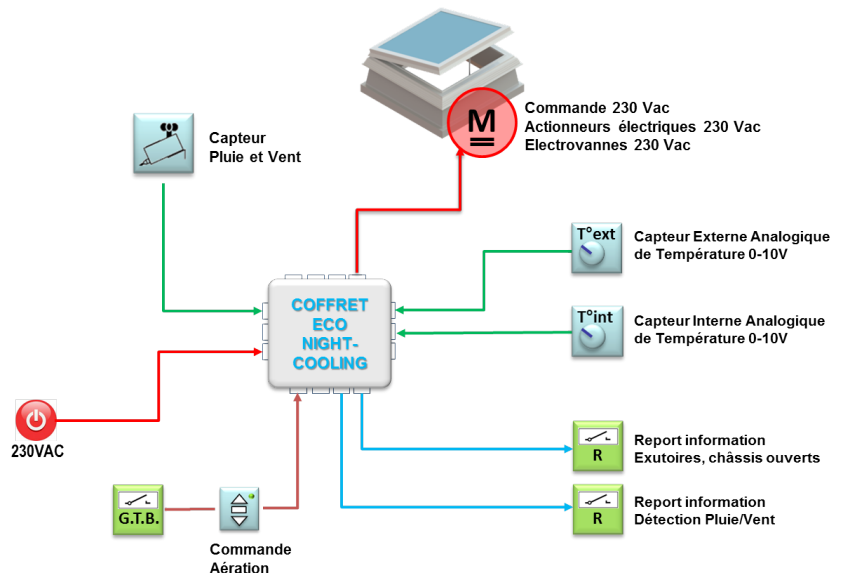 M
Commande 230 Vac
Actionneurs électriques 230 Vac
Electrovannes 230 Vac
Capteur
Pluie et Vent
T°ext
Capteur Externe Analogique
de Température 0-10V
COFFRET
ECO
NIGHT-
COOLING
T°int
Capteur Interne Analogique
de Température 0-10V
230VAC
R
Report information
Exutoires, châssis ouverts
G.T.B.
R
Report information
Détection Pluie/Vent
Commande
Aération